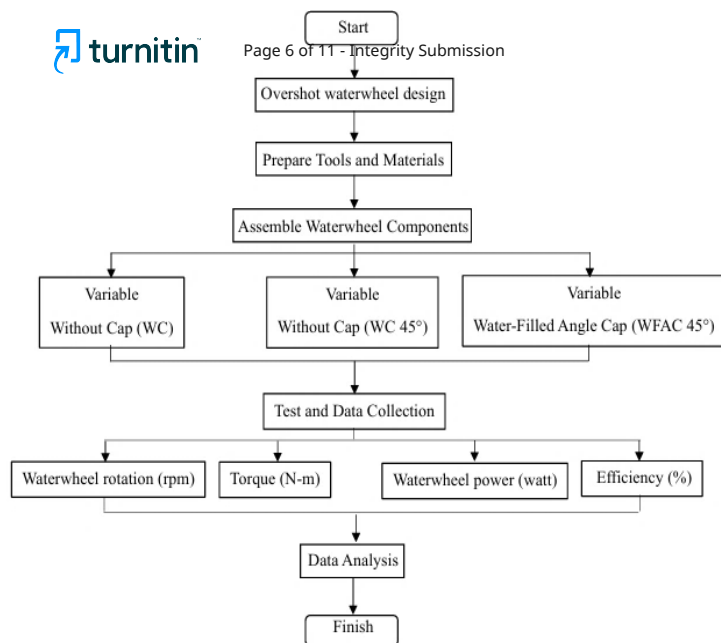 Start
turnitin
Page 6 of 11 - Integrity Submission
Overshot waterwheel design
Prepare Tools and Materials
Assemble Waterwheel Components
Variable
Without Cap (WC)
Variable
Without Cap (WC 45°)
Variable
Water-Filled Angle Cap (WFAC 45°)
Test and Data Collection
Waterwheel rotation (rpm)
Torque (N-m)
Waterwheel power (watt)
Efficiency (%)
Data Analysis
Finish